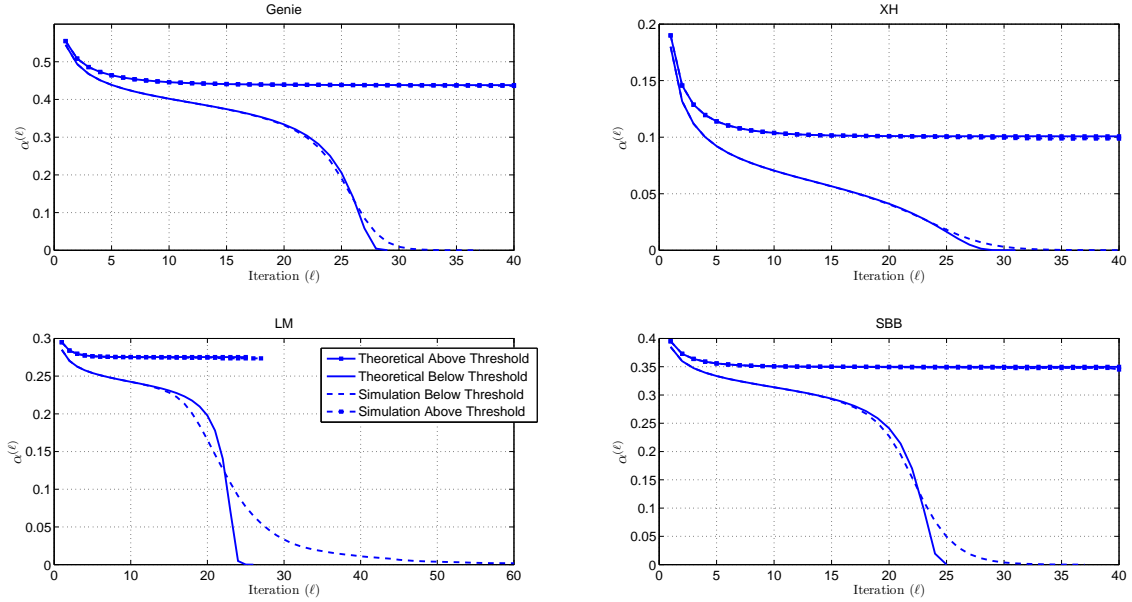 Genie
α^(ℓ)
0.5
0.4
0.3
0.2
0.1
0
0 5 10 15 20 25 30 35 40
Iteration (ℓ)
XH
α^(ℓ)
0.2
0.15
0.1
0.05
0
0 5 10 15 20 25 30 35 40
Iteration (ℓ)
LM
α^(ℓ)
0.3
0.25
0.2
0.15
0.1
0.05
0
0 10 20 30 40 50 60
Iteration (ℓ)
Theoretical Above Threshold
Theoretical Below Threshold
Simulation Below Threshold
Simulation Above Threshold
SBB
α^(ℓ)
0.4
0.35
0.3
0.25
0.2
0.15
0.1
0.05
0
0 5 10 15 20 25 30 35 40
Iteration (ℓ)